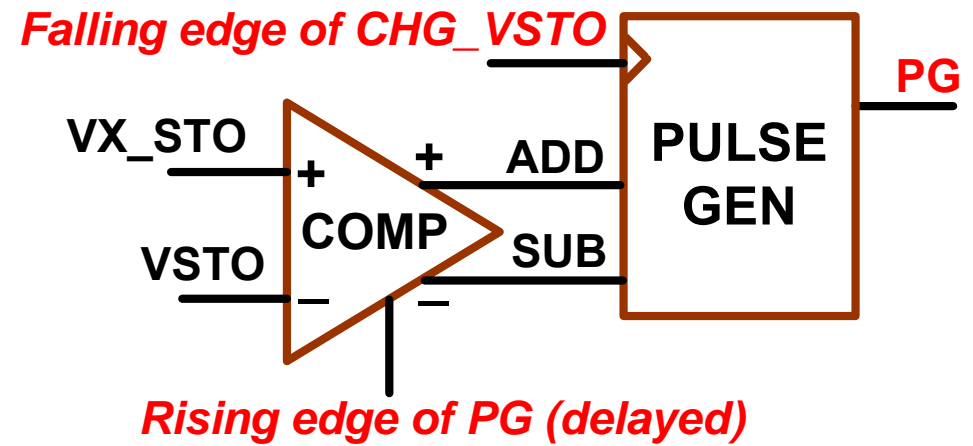 Falling edge of CHG_VSTO
PG
VX_STO
+
+
ADD
PULSE
GEN
COMP
VSTO
SUB
–
–
Rising edge of PG (delayed)